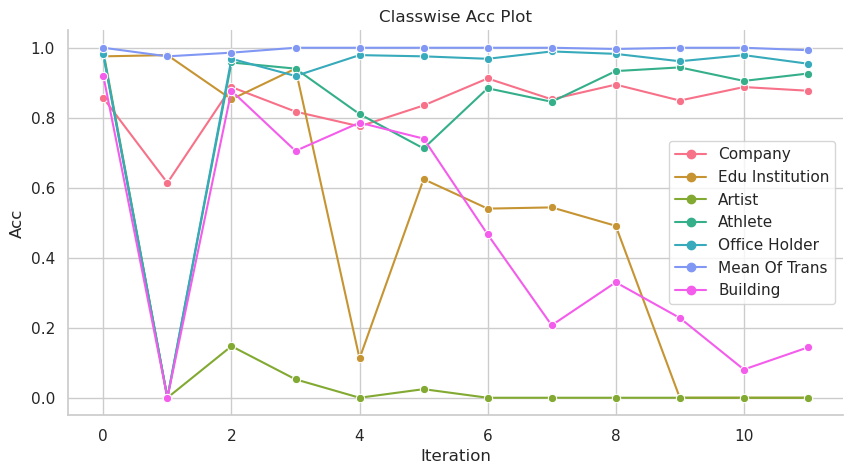 Classwise Acc Plot
1.0
0.8
0.6
0.4
0.2
0.0
Acc
0 2 4 6 8 10
Iteration
Company
Edu Institution
Artist
Athlete
Office Holder
Mean Of Trans
Building